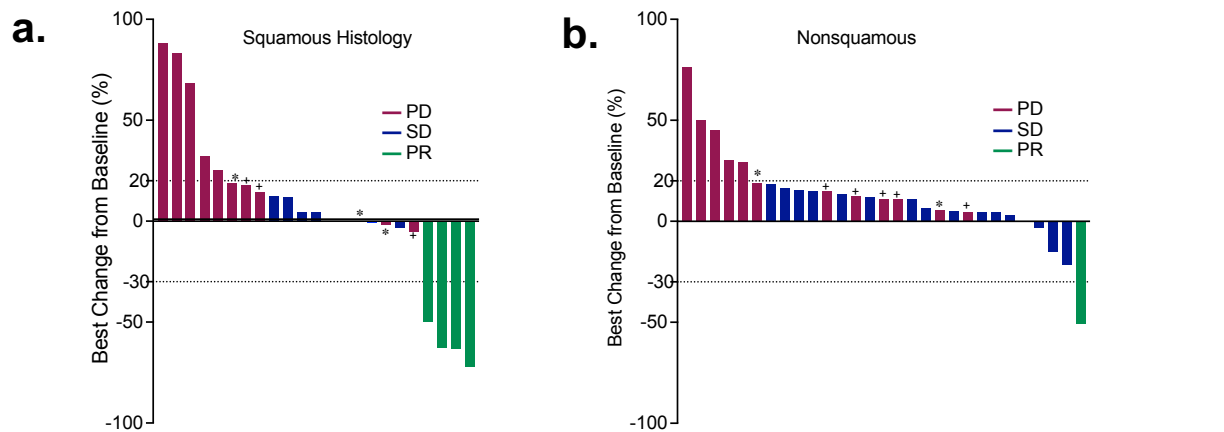 a.
Squamous Histology
Best Change from Baseline (%)
100
50
20
0
-30
-50
-100
PD
SD
PR
*
+
+
*
*
+
b.
Nonsquamous
Best Change from Baseline (%)
100
50
20
0
-30
-50
-100
PD
SD
PR
*
+
+
+
+
*
+